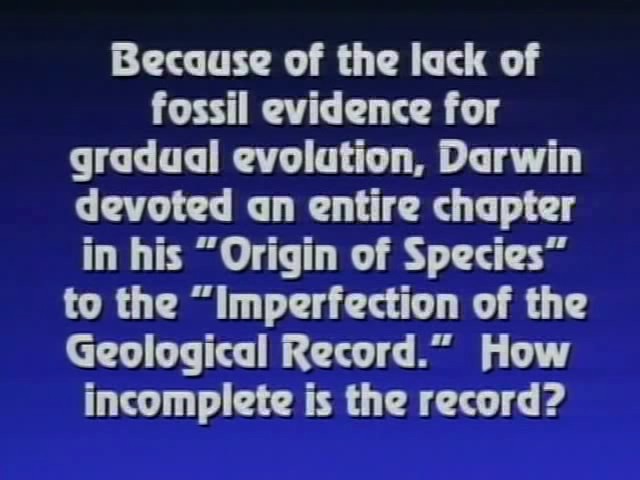 Because of the lack of
fossil evidence for
gradual evolution, Darwin
devoted an entire chapter
in his "Origin of Species"
to the "Imperfection of the
Geological Record."  How
incomplete is the record?